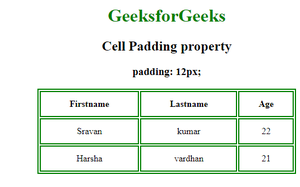 GeeksforGeeks
Cell Padding property
padding: 12px;
Firstname Lastname Age
Sravan kumar 22
Harsha vardhan 21